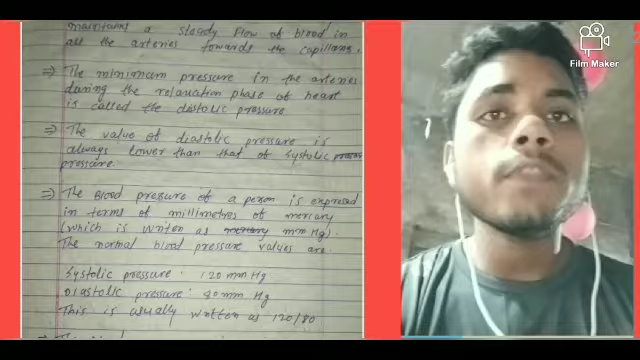 maintains a steady flow of blood in
all the arteries towards the capillaries.
⇒ The minimum pressure in the arteries
during the relaxation phase of heart
is called the distolic pressure
⇒ The value of diastolic pressure is
always lower than that of systolic
pressure.
⇒ The Blood pressure of a person is expressed
in terms of millimetres of mercury
(which is written as mercury mm Hg).
The normal blood pressure values are.
Systolic pressure : 120 mm Hg
Diastolic pressure : 80 mm Hg
This is usually written as 120/80
Film Maker